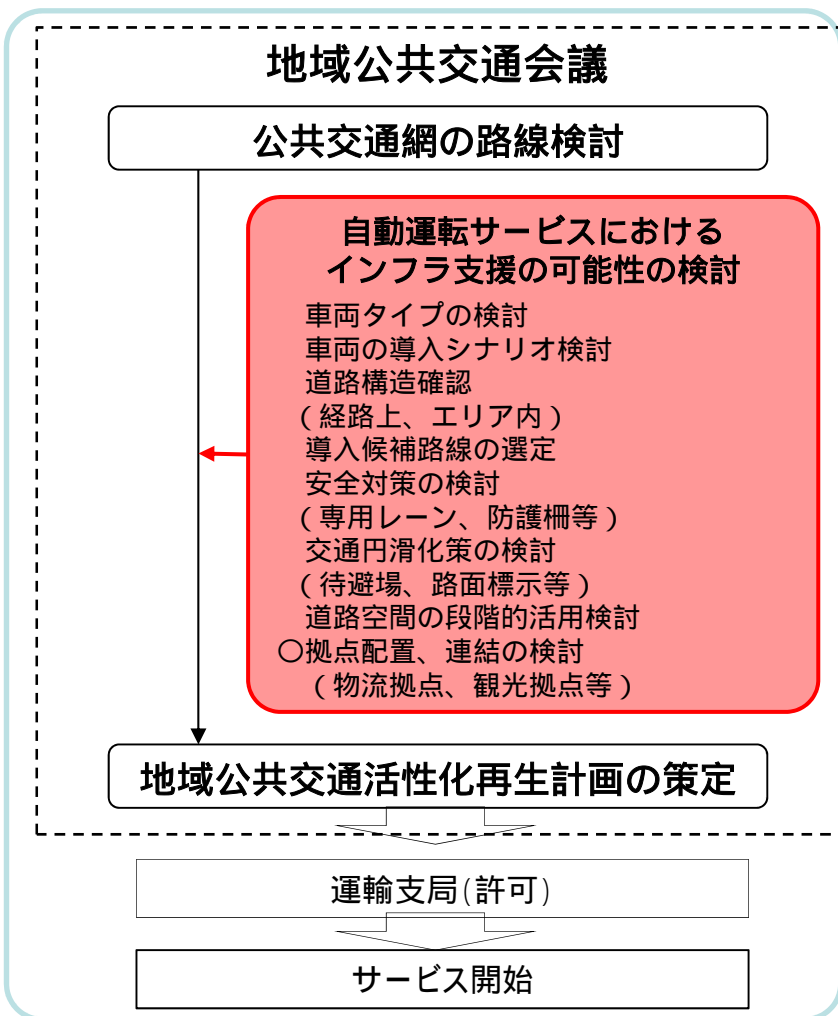 地域公共交通会議
公共交通網の路線検討
自動運転サービスにおける
インフラ支援の可能性の検討
車両タイプの検討
車両の導入シナリオ検討
道路構造確認
（経路上、エリア内）
導入候補路線の選定
安全対策の検討
（専用レーン、防護柵等）
交通円滑化策の検討
（待避場、路面標示等）
道路空間の段階的活用検討
〇拠点配置、連結の検討
（物流拠点、観光拠点等）
地域公共交通活性化再生計画の策定
運輸支局(許可)
サービス開始